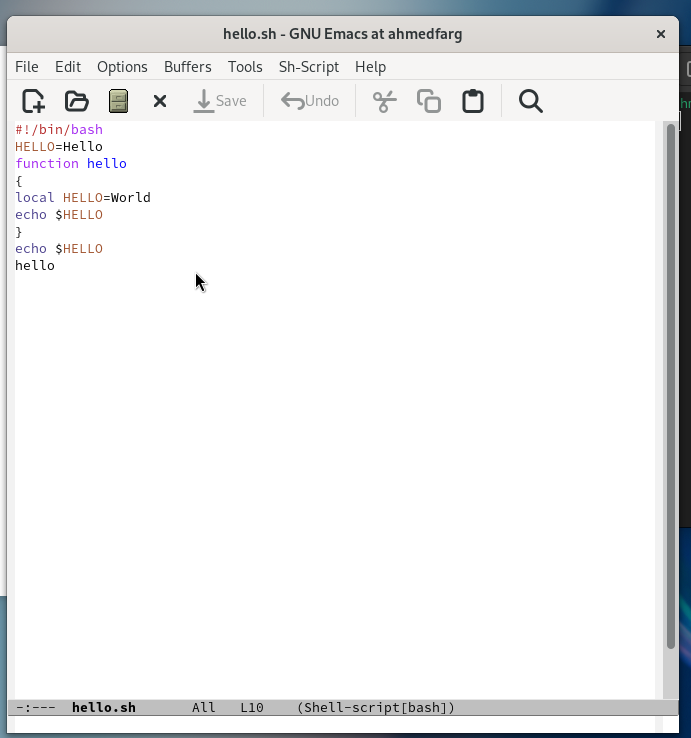 hello.sh - GNU Emacs at ahmedfarg
File Edit Options Buffers Tools Sh-Script Help
Save Undo
#!/bin/bash
HELLO=Hello
function hello
{
local HELLO=World
echo $HELLO
}
echo $HELLO
hello
-:--- hello.sh All L10 (Shell-script[bash])